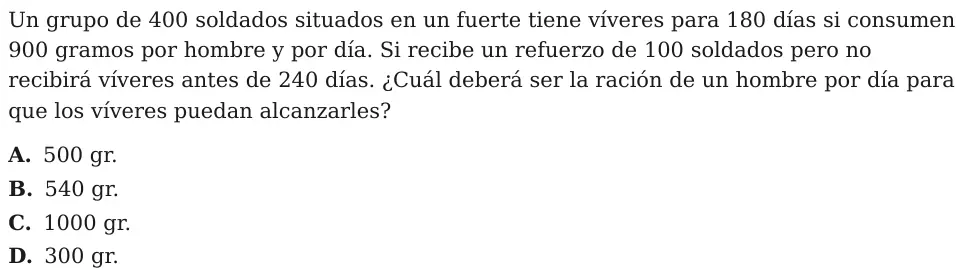 Un grupo de 400 soldados situados en un fuerte tiene víveres para 180 días si consumen
900 gramos por hombre y por día. Si recibe un refuerzo de 100 soldados pero no
recibirá víveres antes de 240 días. ¿Cuál deberá ser la ración de un hombre por día para
que los víveres puedan alcanzarles?
A. 500 gr.
B. 540 gr.
C. 1000 gr.
D. 300 gr.